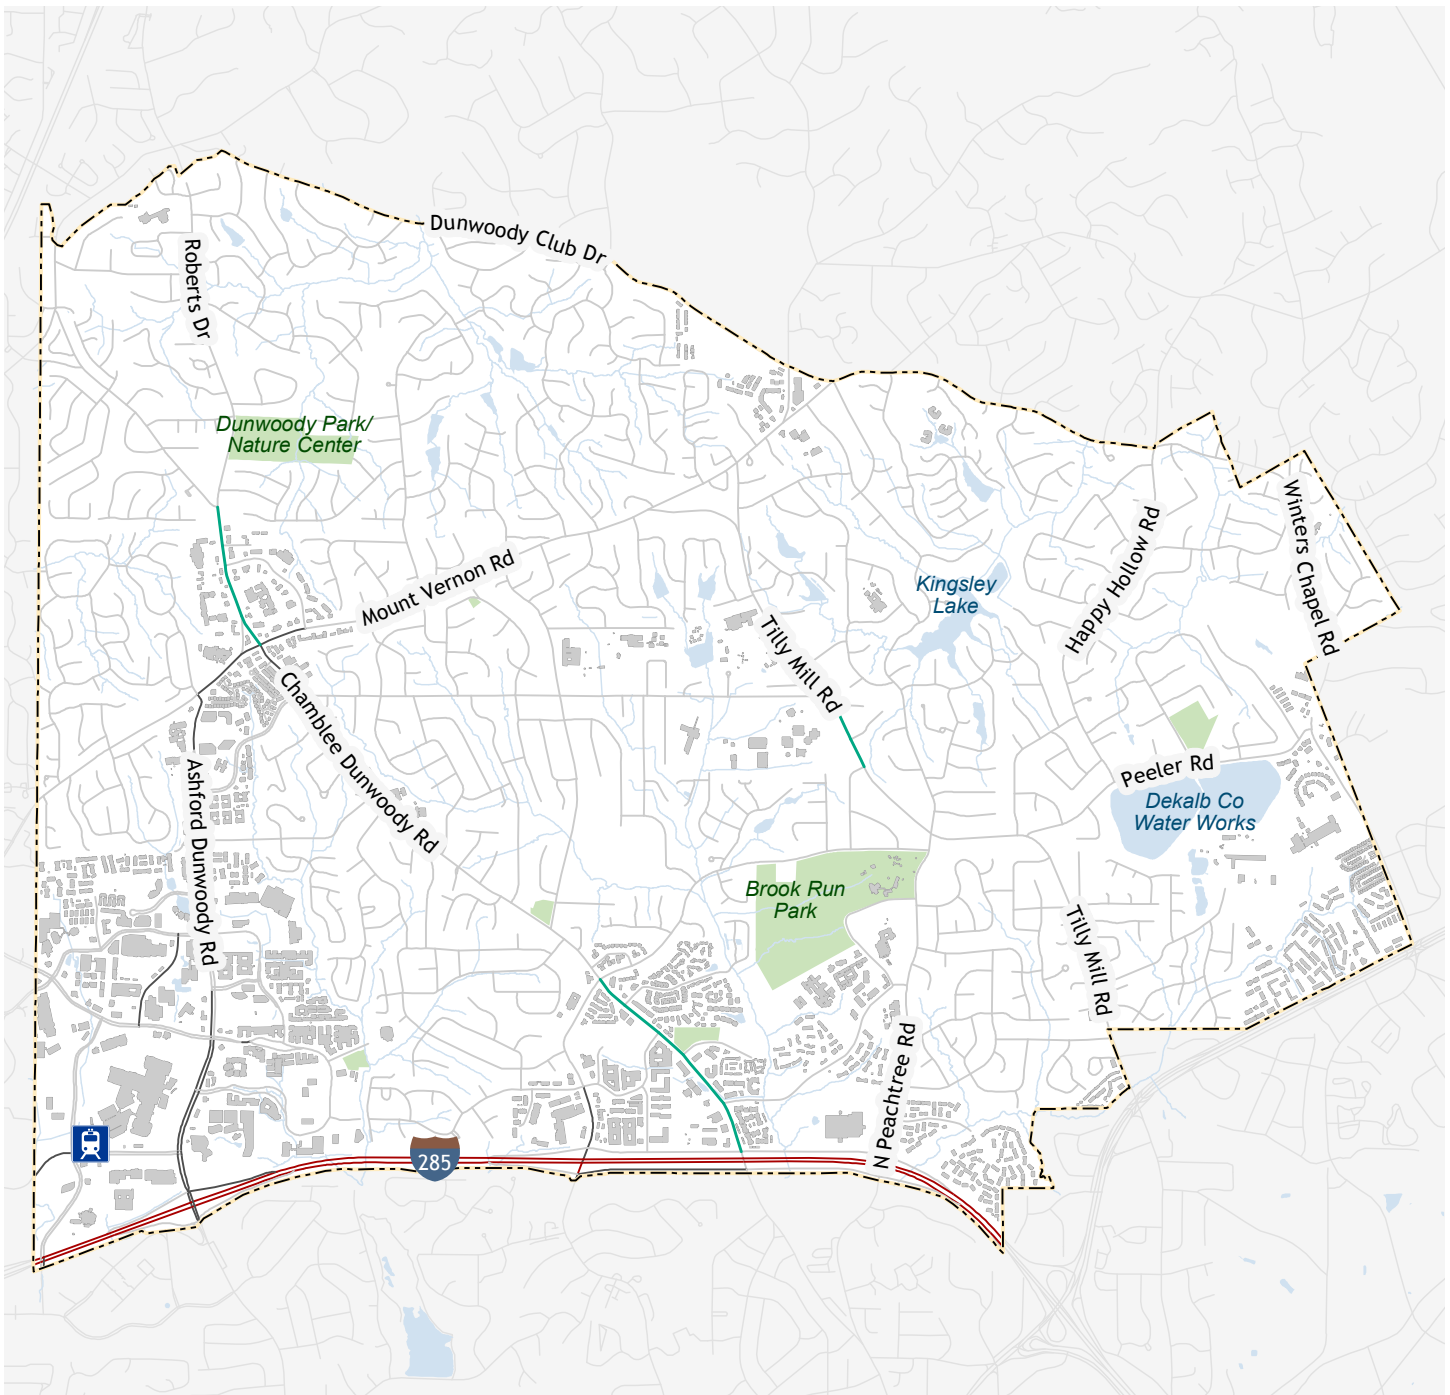 Dunwoody Club Dr
Roberts Dr
Dunwoody Park/
Nature Center
Mount Vernon Rd
Winters Chapel Rd
Happy Hollow Rd
Kingsley
Lake
Tilly Mill Rd
Chamblee Dunwoody Rd
Ashford Dunwoody Rd
Peeler Rd
Dekalb Co
Water Works
Brook Run
Park
Tilly Mill Rd
N Peachtree Rd
285